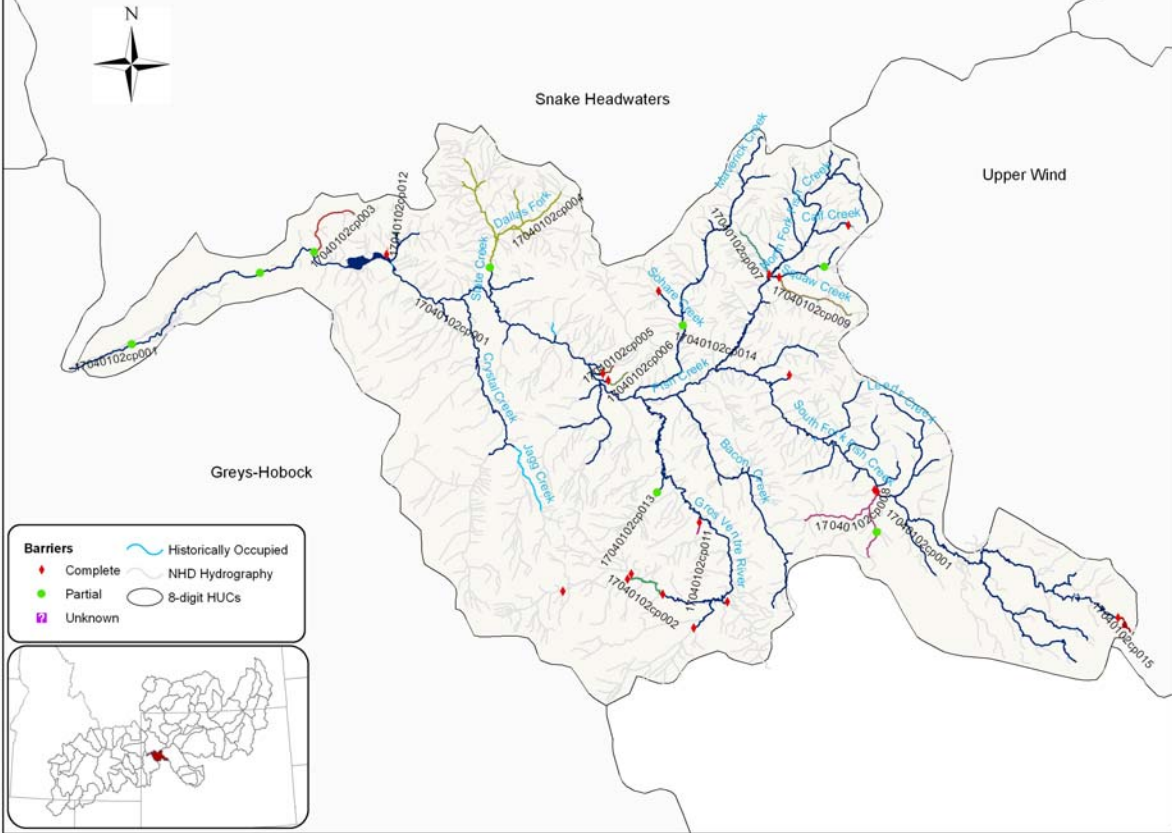 N
Snake Headwaters
Upper Wind
Greys-Hobock
Maverick Creek
North Fork Fish Creek
Calf Creek
Squaw Creek
17040102cp007
17040102cp009
17040102cp012
17040102cp003
Dallas Fork
17040102cp004
Slate Creek
Sohare Creek
17040102cp014
17040102cp001
17040102cp001
17040102cp005
17040102cp006
Fish Creek
Crystal Creek
Jagg Creek
Leeds Creek
South Fork Fish Creek
Bacon Creek
17040102cp008
17040102cp001
17040102cp013
Gros Ventre River
17040102cp011
17040102cp002
17040102cp015
Barriers
Complete
Partial
Unknown
?
Historically Occupied
NHD Hydrography
8-digit HUCs